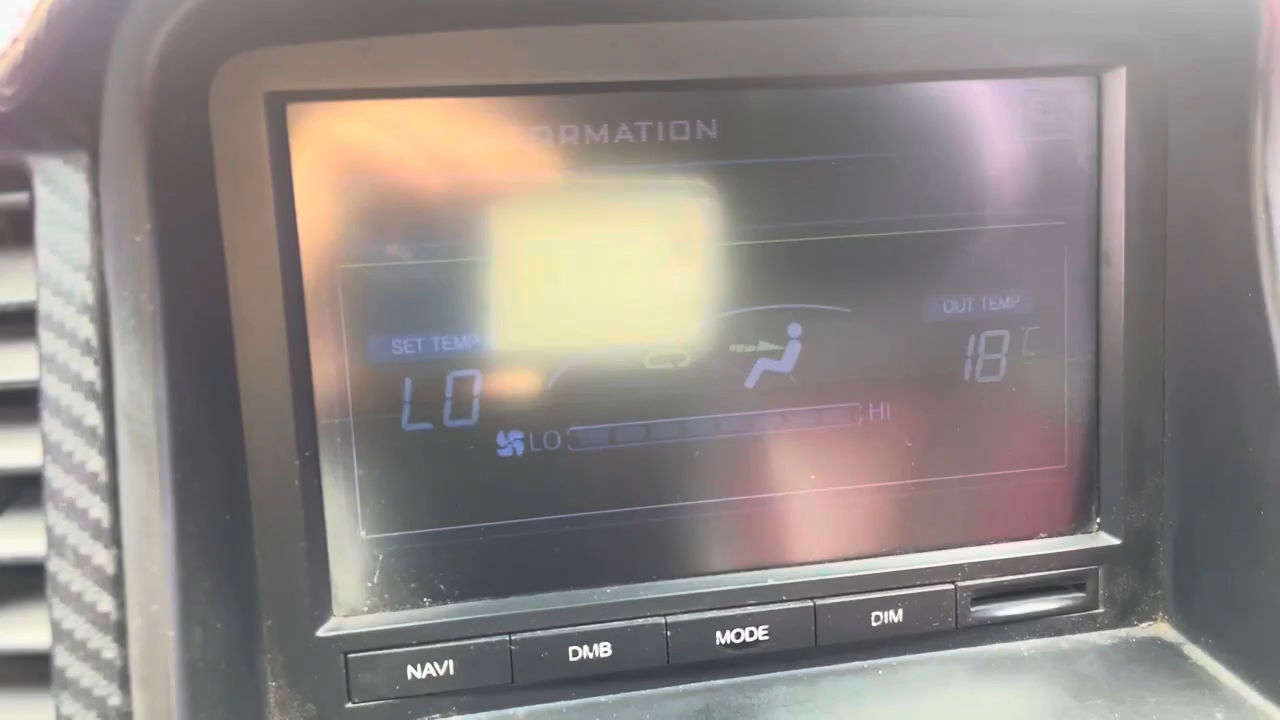 ORMATION
OUT TEMP
SET TEMP
18 C
LO
LO HI
NAVI DMB MODE DIM